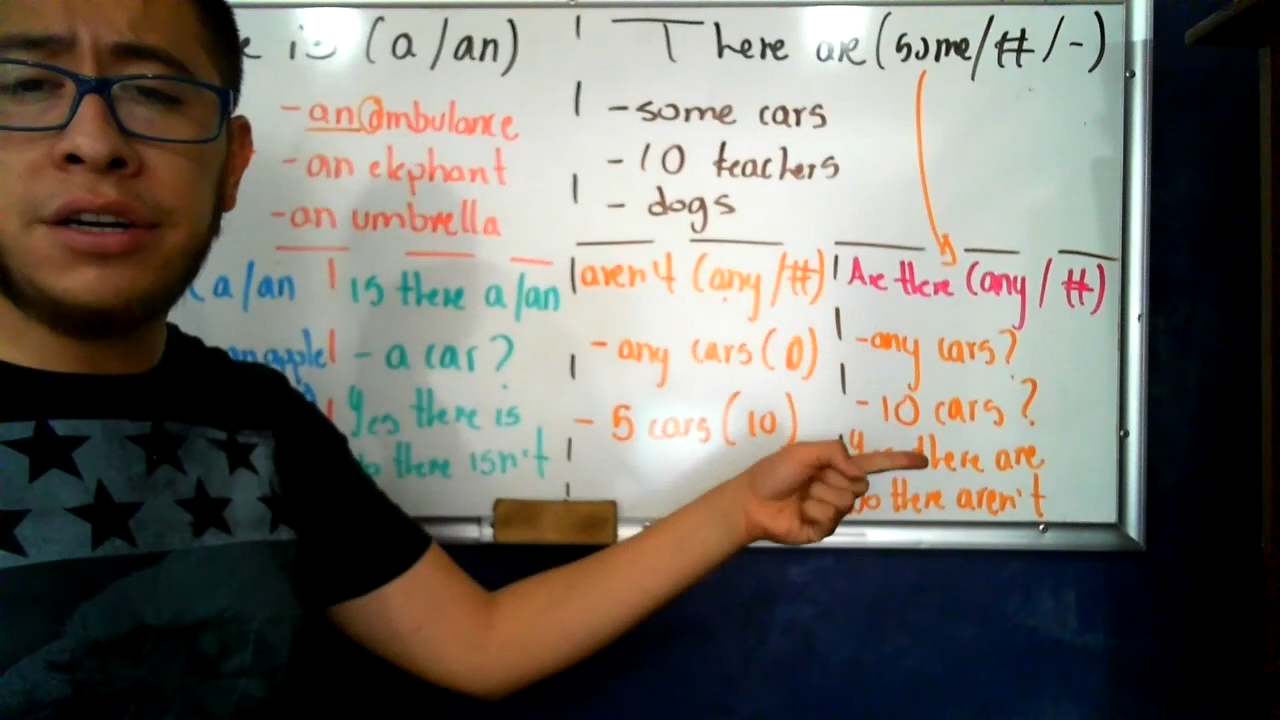 is (a/an)
- an ambulance
- an elephant
- an umbrella
There are (some/#/-)
- some cars
- 10 teachers
- dogs
a/an
an apple
Is there a/an
- a car?
Yes there is
there isn't
aren't (any/#)
- any cars (0)
- 5 cars (10)
Are there (any/#)
- any cars?
- 10 cars?
there are
No there aren't